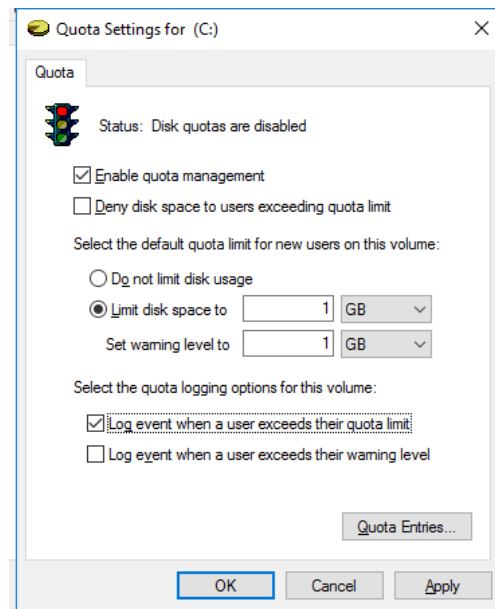 Quota Settings for (C:)
Quota
Status: Disk quotas are disabled
Enable quota management
Deny disk space to users exceeding quota limit
Select the default quota limit for new users on this volume:
Do not limit disk usage
Limit disk space to 1 GB
Set warning level to 1 GB
Select the quota logging options for this volume:
Log event when a user exceeds their quota limit
Log event when a user exceeds their warning level
Quota Entries...
OK Cancel Apply